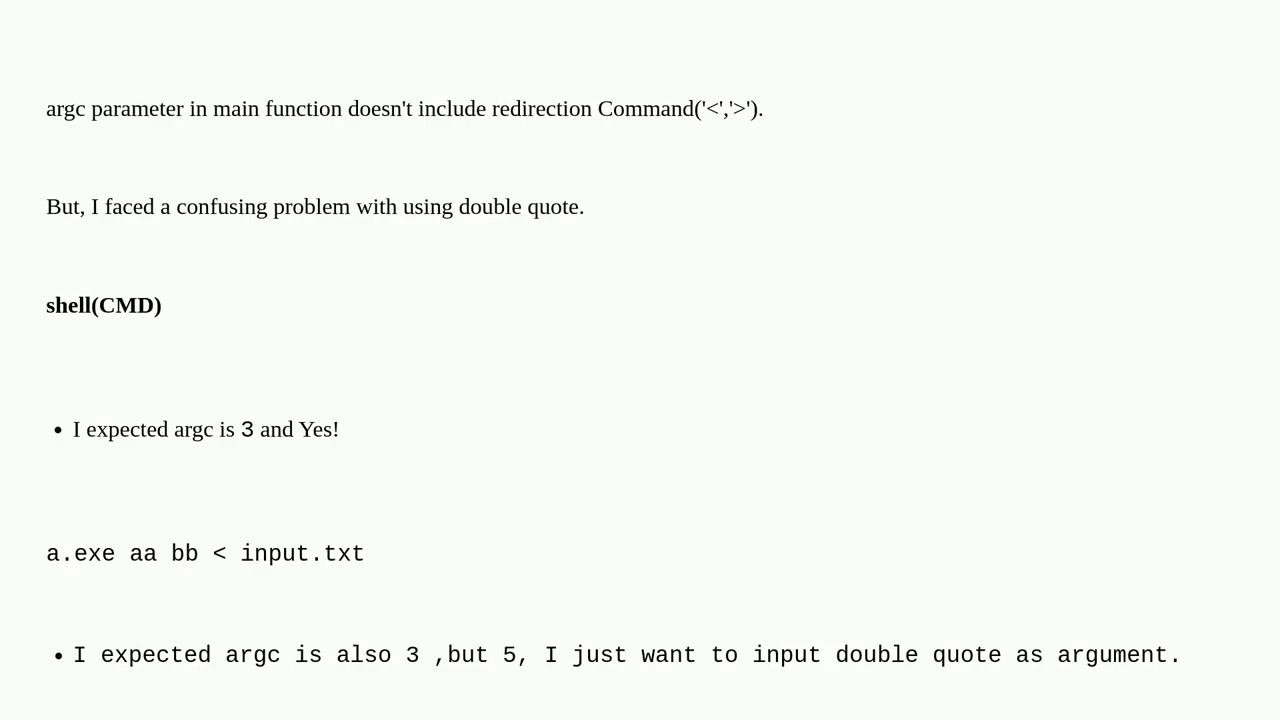 argc parameter in main function doesn't include redirection Command('<','>').
But, I faced a confusing problem with using double quote.
shell(CMD)
• I expected argc is 3 and Yes!
a.exe aa bb < input.txt
• I expected argc is also 3 ,but 5, I just want to input double quote as argument.